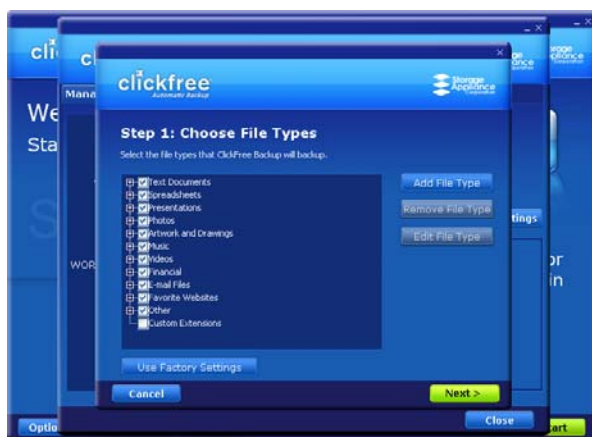 clickfree
Automatic Backup
Storage
Appliance
Corporation
Step 1: Choose File Types
Select the file types that ClickFree Backup will backup.
Text Documents
Spreadsheets
Presentations
Photos
Artwork and Drawings
Music
Videos
Financial
E-mail Files
Favorite Websites
Other
Custom Extensions
Add File Type
Remove File Type
Edit File Type
Use Factory Settings
Cancel
Next >
Close
We
Sta
Mana
WOR
tings
or
in
Optio
art